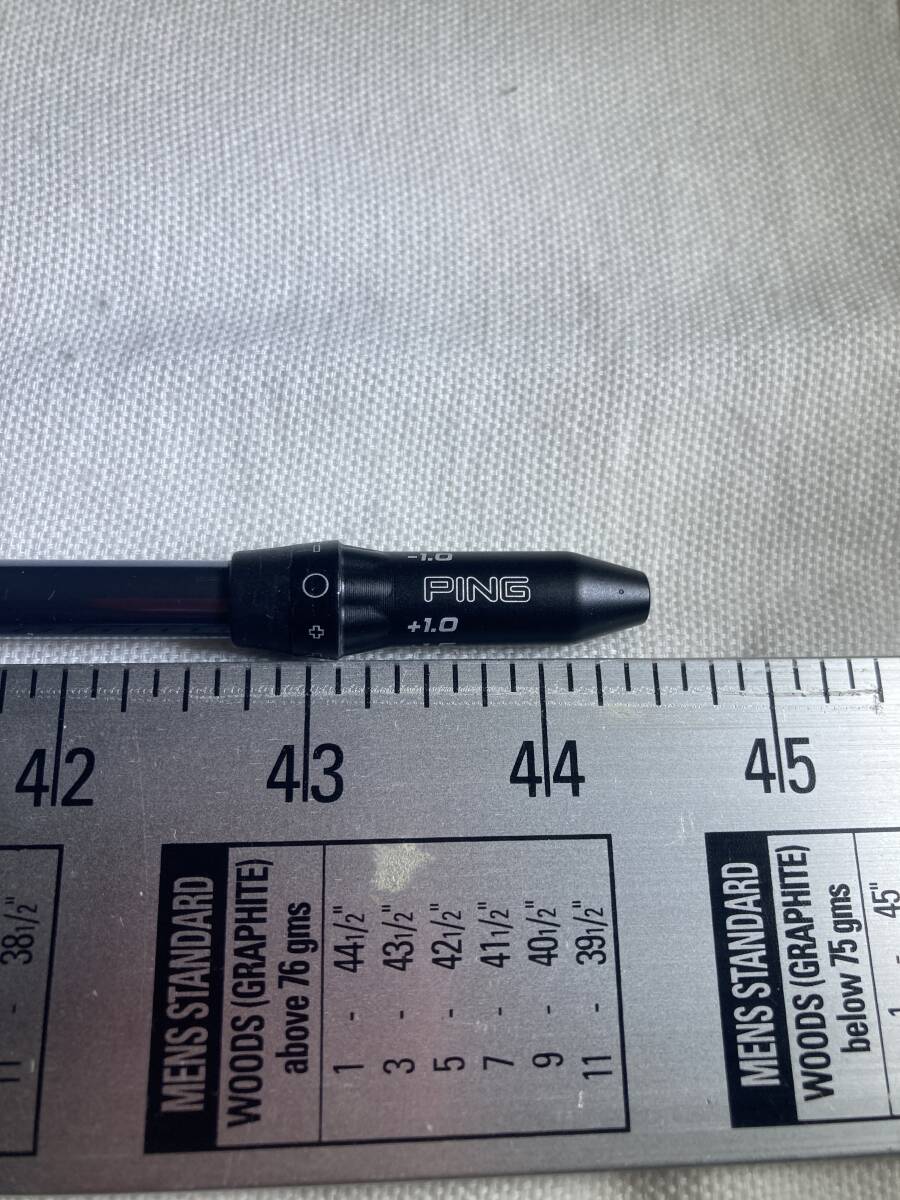 -1.0
PING
+1.0
42 43 44 45
38 1/2"
11 -
MENS STANDARD
WOODS (GRAPHITE)
above 76 gms
1 - 44 1/2"
3 - 43 1/2"
5 - 42 1/2"
7 - 41 1/2"
9 - 40 1/2"
11 - 39 1/2"
MENS STANDARD
WOODS (GRAPHITE)
below 75 gms
1 - 45"